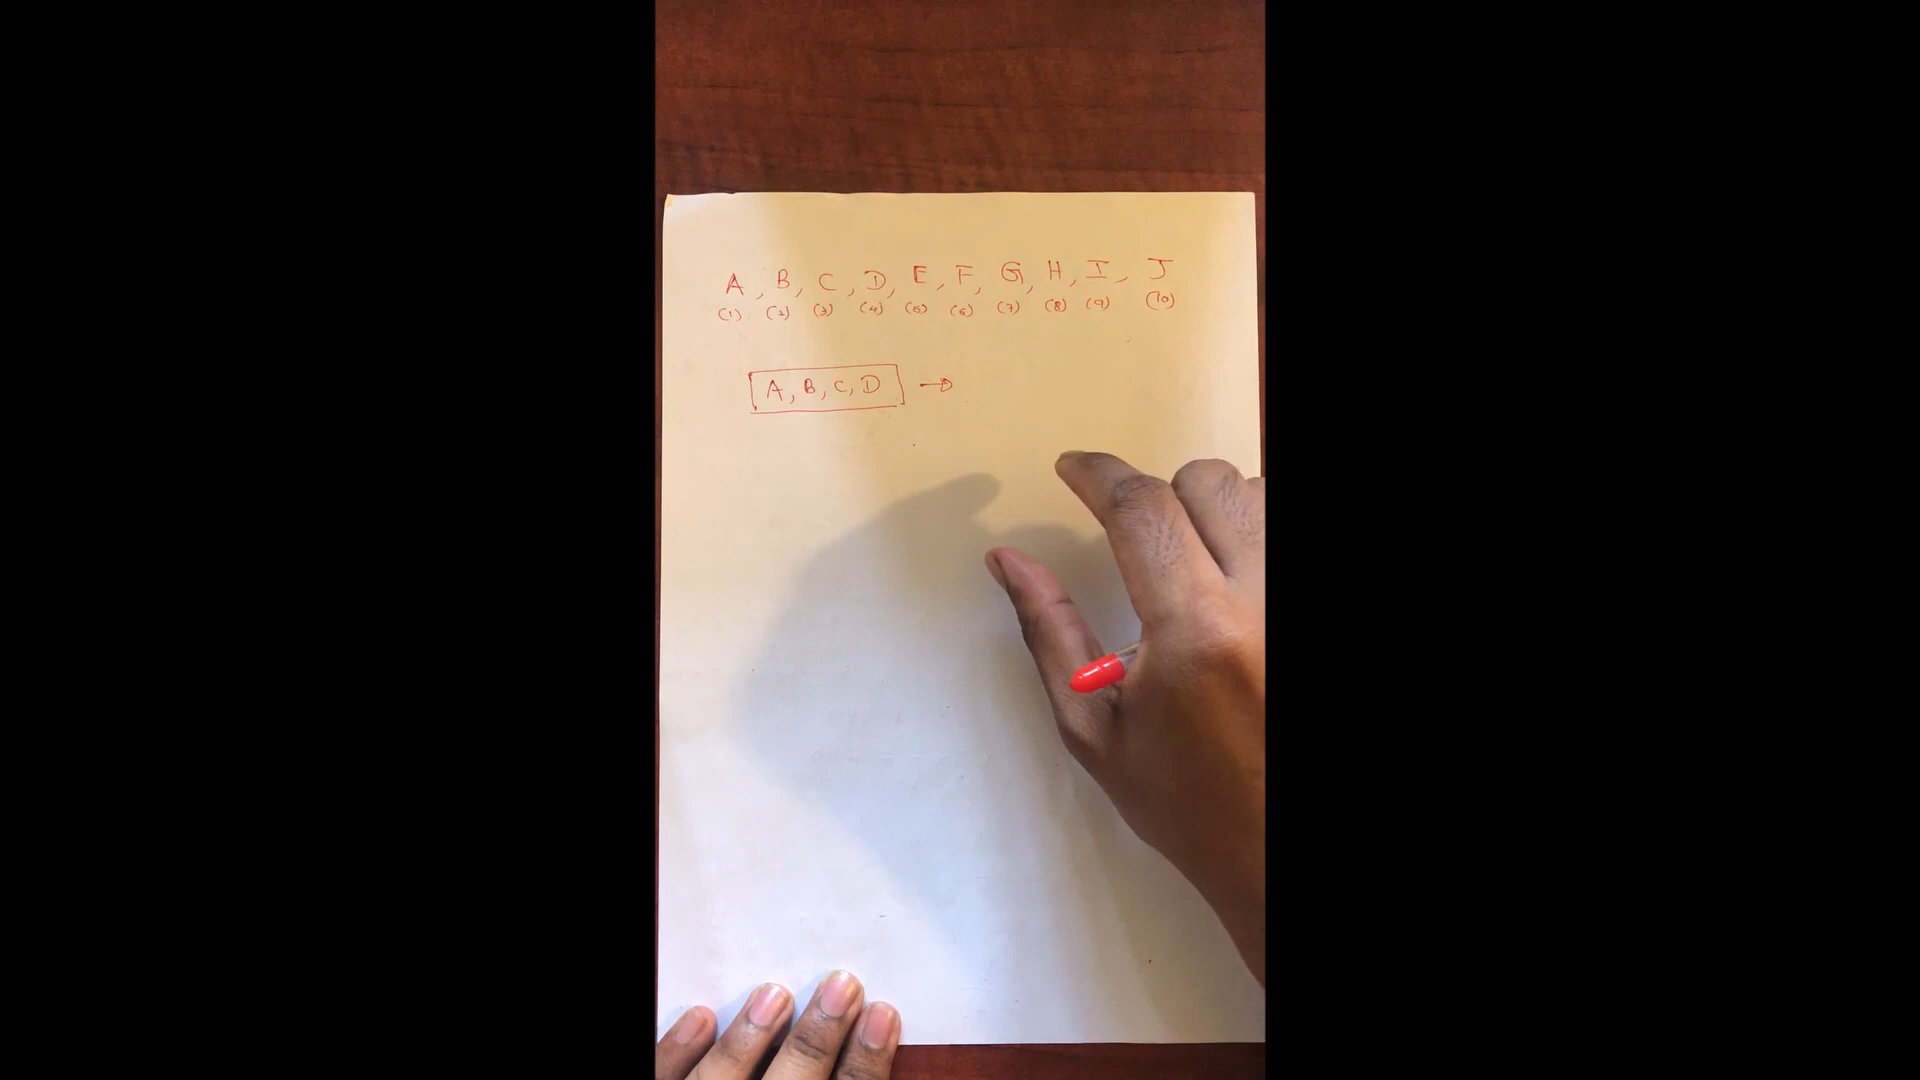 A, B, C, D, E, F, G, H, I, J
(1) (2) (3) (4) (5) (6) (7) (8) (9) (10)
A, B, C, D →